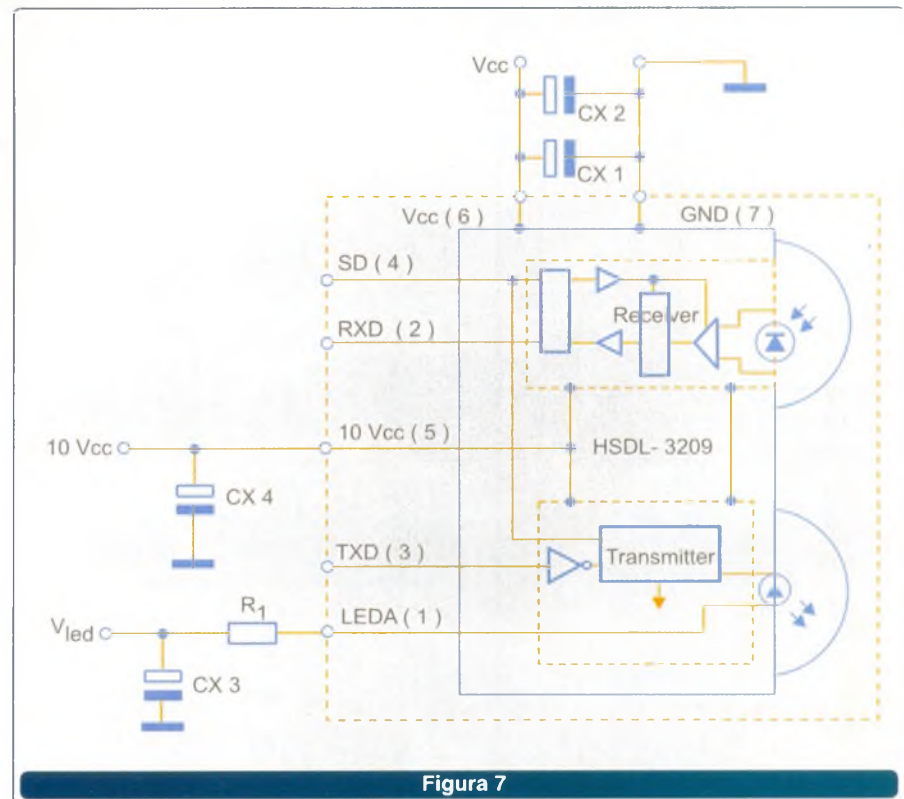 Vcc
CX 2
CX 1
Vcc ( 6 )
GND ( 7 )
SD ( 4 )
Receiver
RXD ( 2 )
10 Vcc
10 Vcc ( 5 )
HSDL- 3209
CX 4
TXD ( 3 )
Transmitter
R1
LEDA ( 1 )
Vled
CX 3
Figura 7